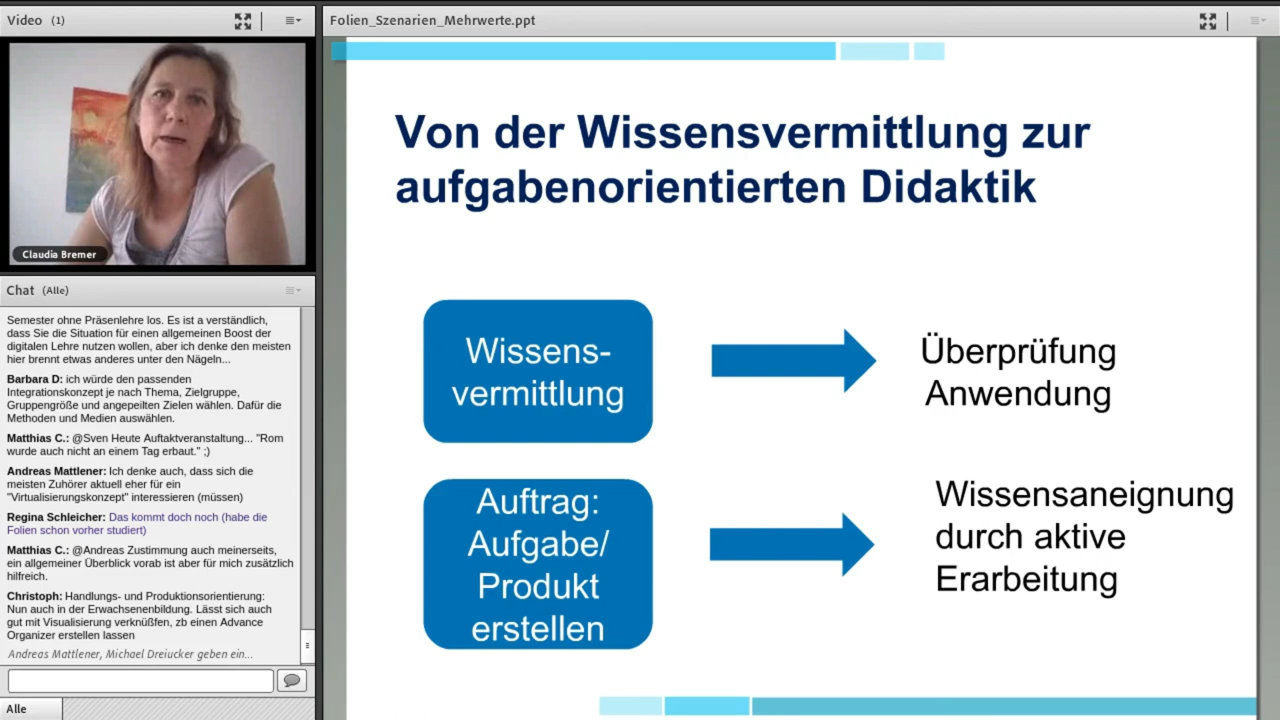 Video (1)
Claudia Bremer
Chat (Alle)
Semester ohne Präsenlehre los. Es ist a verständlich,
dass Sie die Situation für einen allgemeinen Boost der
digitalen Lehre nutzen wollen, aber ich denke den meisten
hier brennt etwas anderes unter den Nägeln...
Barbara D: ich würde den passenden
Integrationskonzept je nach Thema, Zielgruppe,
Gruppengröße und angepeilten Zielen wählen. Dafür die
Methoden und Medien auswählen.
Matthias C.: @Sven Heute Auftaktveranstaltung... "Rom
wurde auch nicht an einem Tag erbaut." ;)
Andreas Mattlener: Ich denke auch, dass sich die
meisten Zuhörer aktuell eher für ein
"Virtualisierungskonzept" interessieren (müssen)
Regina Schleicher: Das kommt doch noch (habe die
Folien schon vorher studiert)
Matthias C.: @Andreas Zustimmung auch meinerseits,
ein allgemeiner Überblick vorab ist aber für mich zusätzlich
hilfreich.
Christoph: Handlungs- und Produktionsorientierung:
Nun auch in der Erwachsenenbildung. Lässt sich auch
gut mit Visualisierung verknüßfen, zb einen Advance
Organizer erstellen lassen
Andreas Mattlener, Michael Dreiucker geben ein...
Alle
Folien_Szenarien_Mehrwerte.ppt
Von der Wissensvermittlung zur
aufgabenorientierten Didaktik
Wissens-
vermittlung
Überprüfung
Anwendung
Auftrag:
Aufgabe/
Produkt
erstellen
Wissensaneignung
durch aktive
Erarbeitung